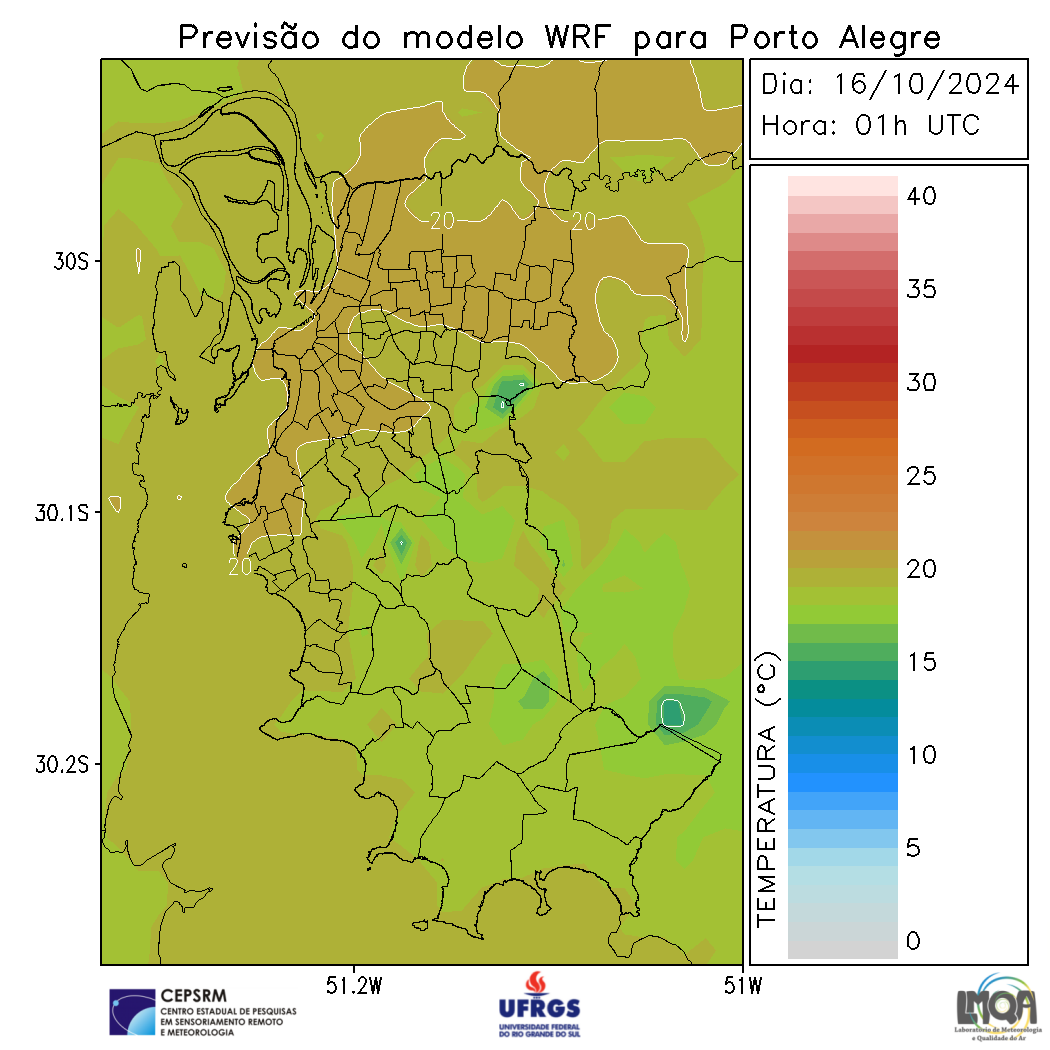 Previsão do modelo WRF para Porto Alegre
Dia: 16/10/2024
Hora: 01h UTC
40
35
30
25
20
15
10
5
0
TEMPERATURA (°C)
20
20
20
30S
30.1S
30.2S
51.2W
51W
CEPSRM
CENTRO ESTADUAL DE PESQUISAS
EM SENSORIAMENTO REMOTO
E METEOROLOGIA
UFRGS
UNIVERSIDADE FEDERAL
DO RIO GRANDE DO SUL
LMQA
Laboratório de Meteorologia
e Qualidade do Ar